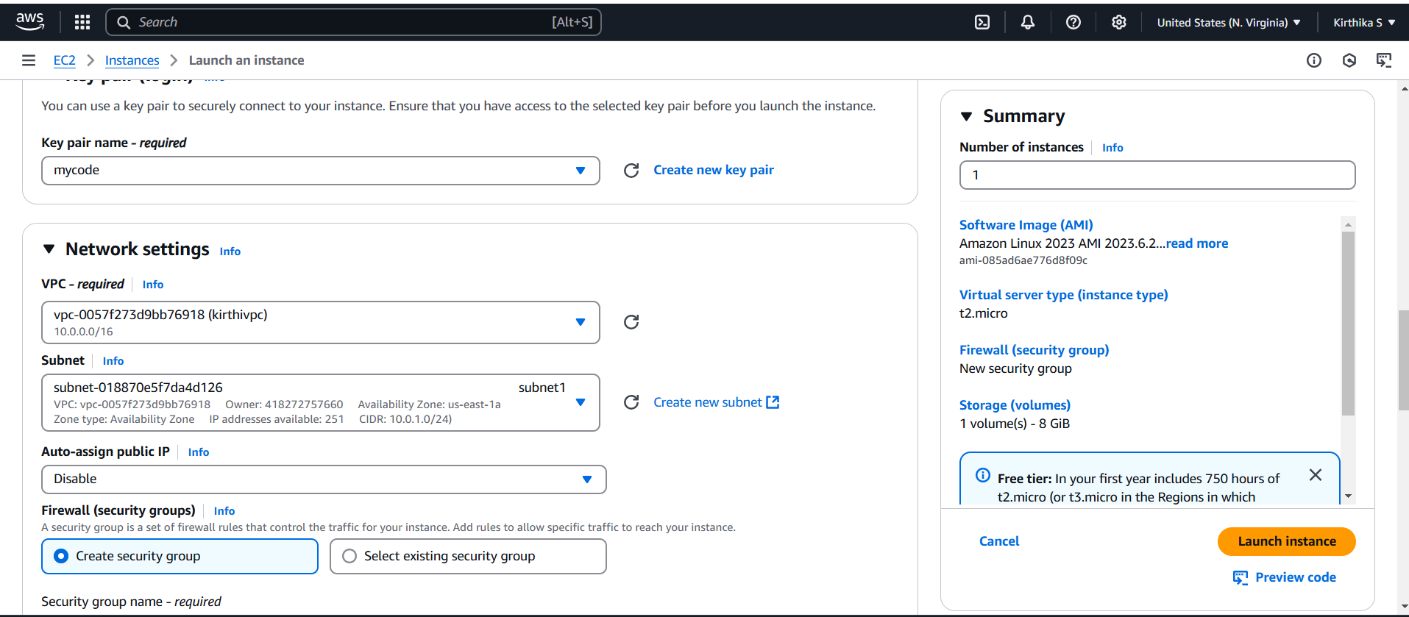 aws
Search [Alt+S]
United States (N. Virginia)
Kirthika S
EC2 > Instances > Launch an instance
Key pair (login) Info
You can use a key pair to securely connect to your instance. Ensure that you have access to the selected key pair before you launch the instance.
Key pair name - required
mycode
Create new key pair
Network settings Info
VPC - required Info
vpc-0057f273d9bb76918 (kirthivpc)
10.0.0.0/16
Subnet Info
subnet-018870e5f7da4d126 subnet1
VPC: vpc-0057f273d9bb76918 Owner: 418272757660 Availability Zone: us-east-1a
Zone type: Availability Zone IP addresses available: 251 CIDR: 10.0.1.0/24)
Create new subnet
Auto-assign public IP Info
Disable
Firewall (security groups) Info
A security group is a set of firewall rules that control the traffic for your instance. Add rules to allow specific traffic to reach your instance.
Create security group
Select existing security group
Security group name - required
Summary
Number of instances Info
1
Software Image (AMI)
Amazon Linux 2023 AMI 2023.6.2...read more
ami-085ad6ae776d8f09c
Virtual server type (instance type)
t2.micro
Firewall (security group)
New security group
Storage (volumes)
1 volume(s) - 8 GiB
Free tier: In your first year includes 750 hours of
t2.micro (or t3.micro in the Regions in which
Cancel
Launch instance
Preview code